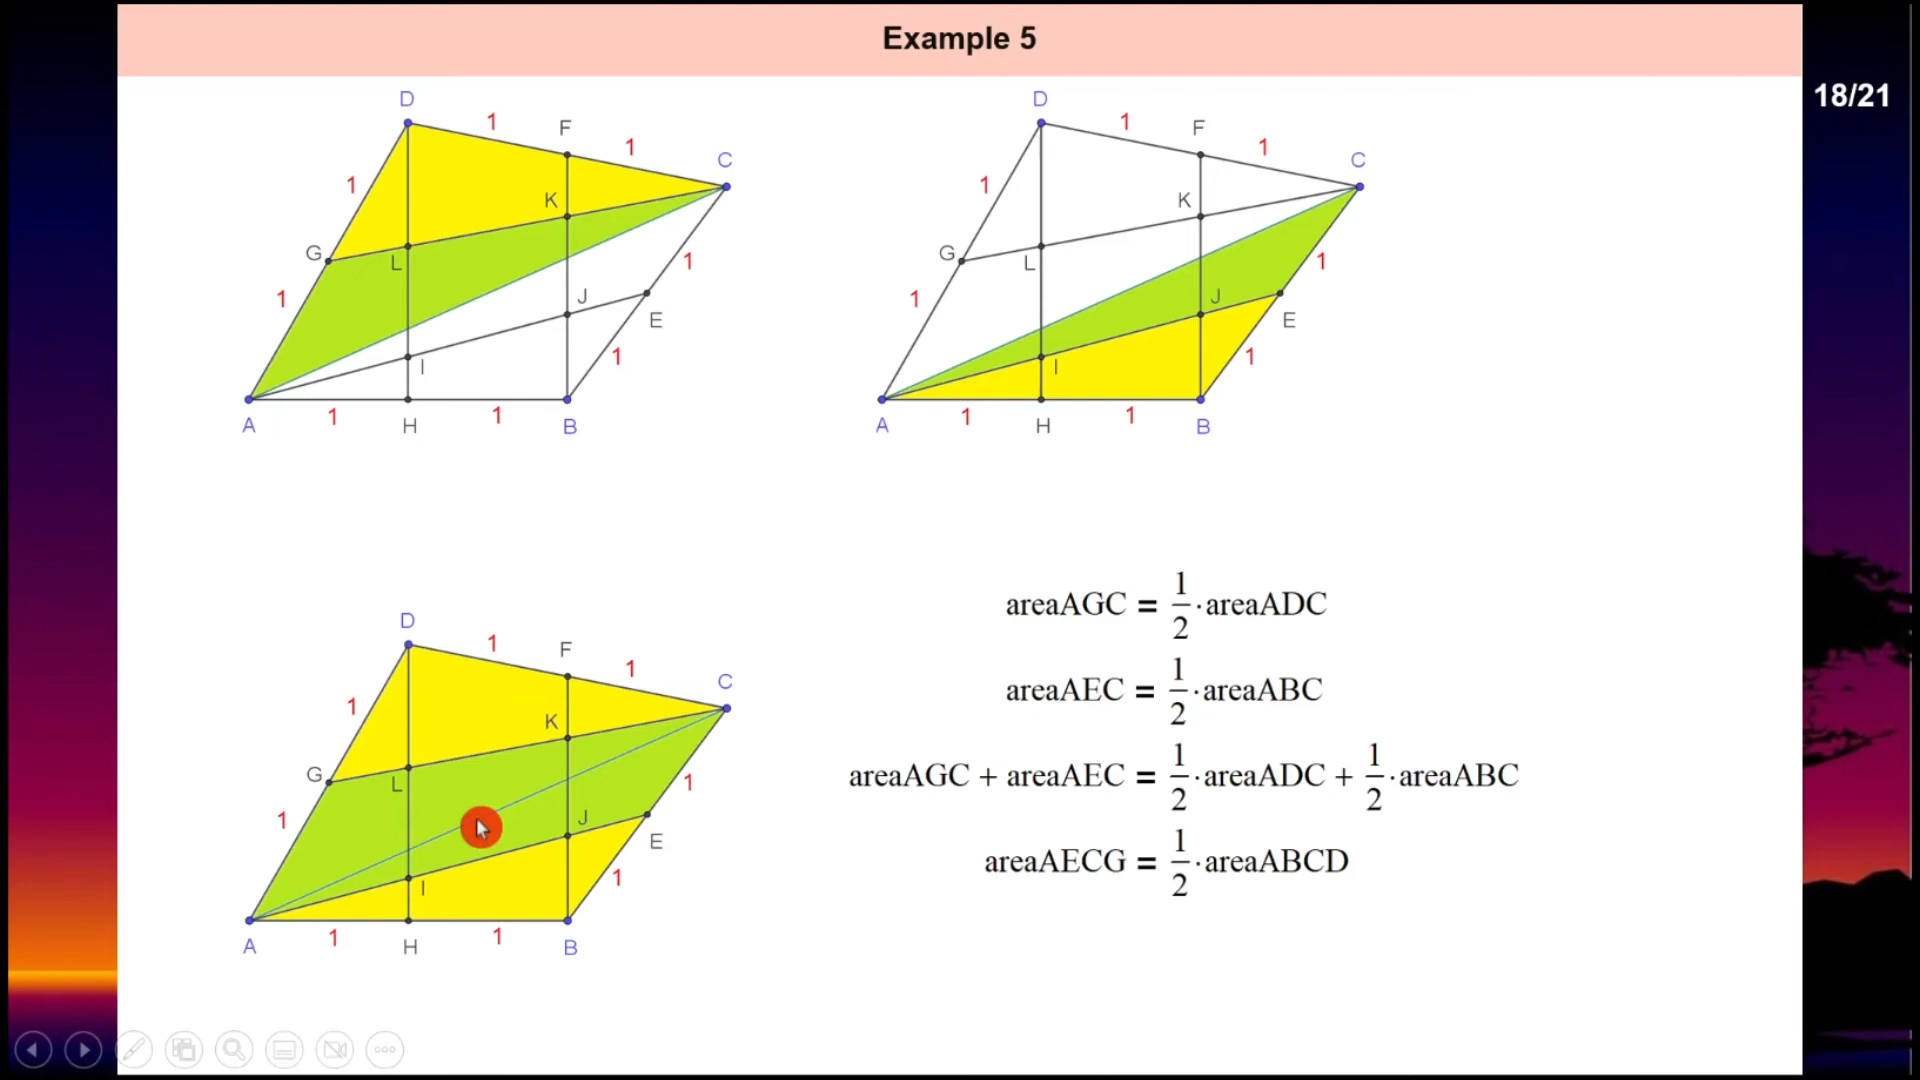 Example 5
18/21
D
1
F
1
C
1
K
G
L
1
1
J
E
I
1
A
1
H
1
B
D
1
F
1
C
1
K
G
L
1
1
J
E
I
1
A
1
H
1
B
D
1
F
1
C
1
K
G
L
1
1
J
E
I
1
A
1
H
1
B
areaAGC = 1/2 · areaADC
areaAEC = 1/2 · areaABC
areaAGC + areaAEC = 1/2 · areaADC + 1/2 · areaABC
areaAECG = 1/2 · areaABCD